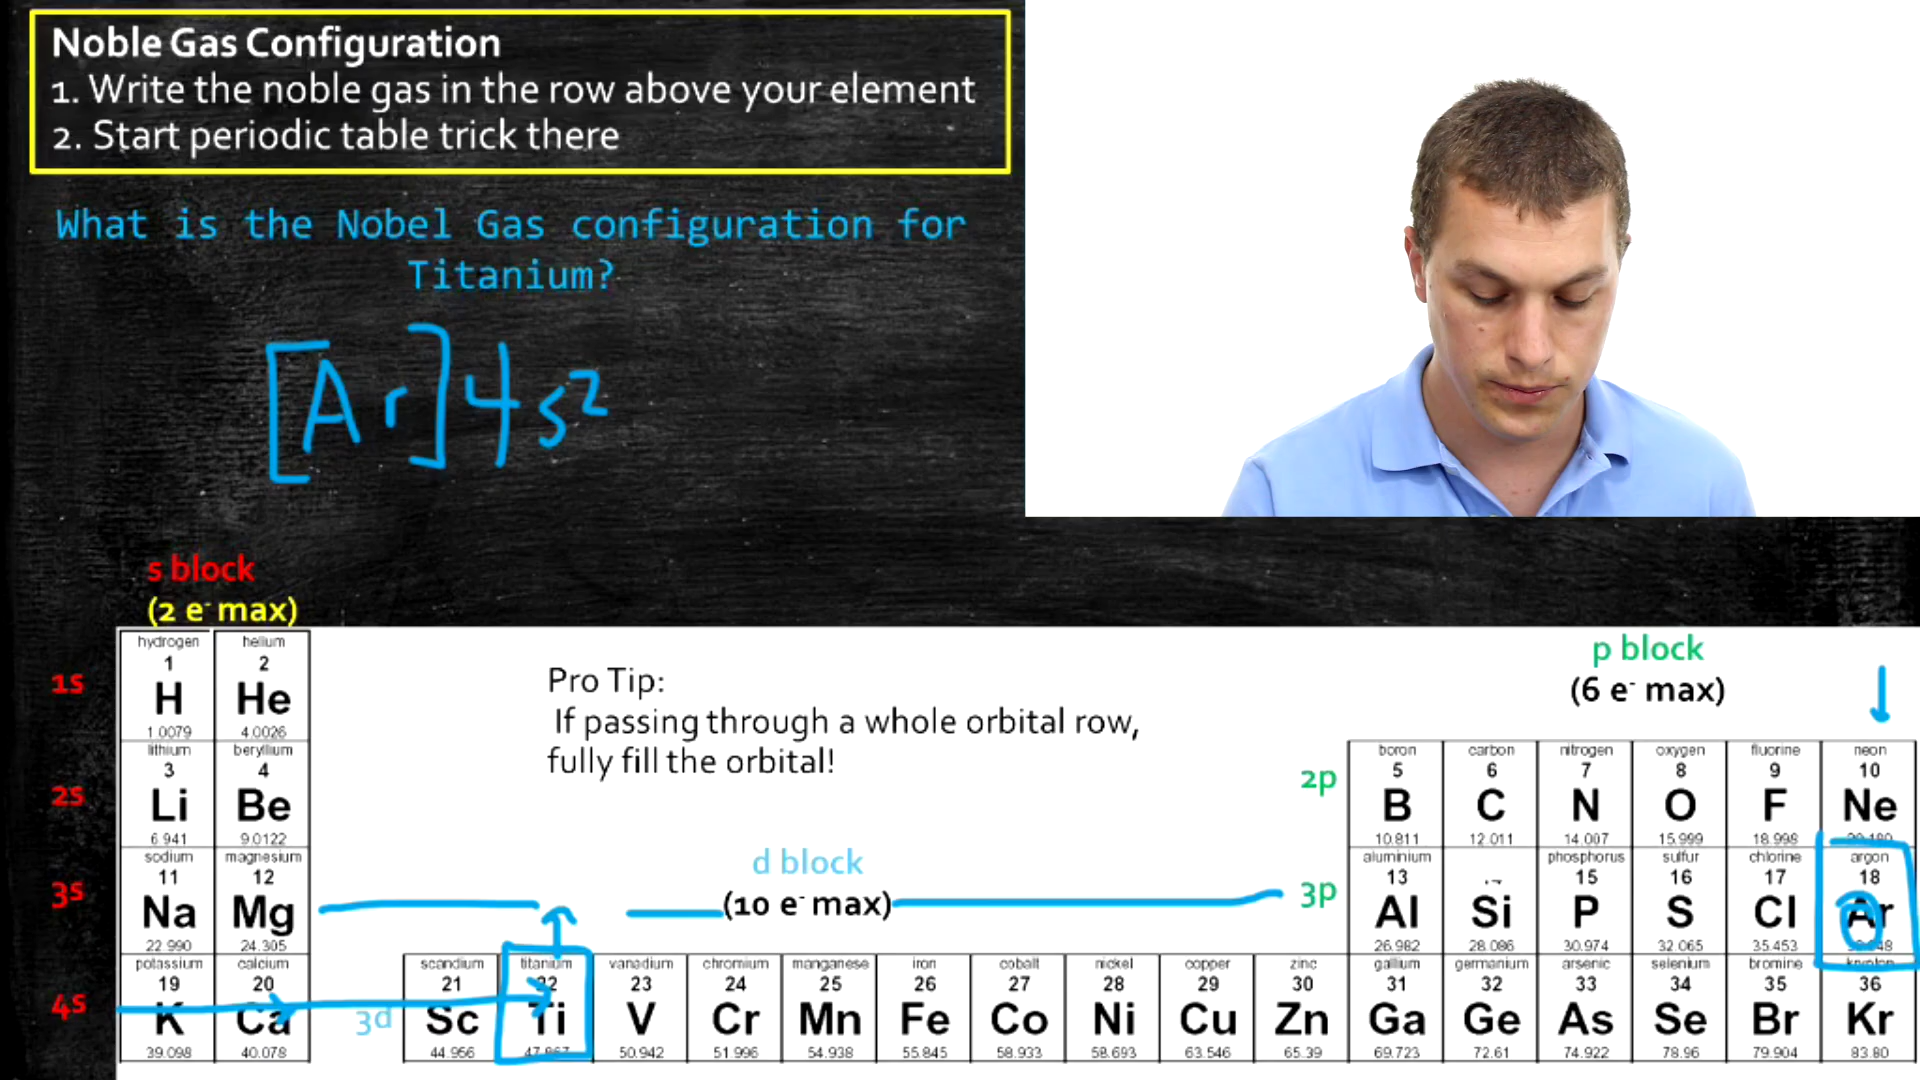 Noble Gas Configuration
1. Write the noble gas in the row above your element
2. Start periodic table trick there
What is the Nobel Gas configuration for
Titanium?
[Ar]4s²
s block
(2 e⁻ max)
hydrogen helium
1 2
1s H He
1.0079 4.0026
Pro Tip:
If passing through a whole orbital row,
fully fill the orbital!
p block
(6 e⁻ max)
lithium beryllium boron carbon nitrogen oxygen fluorine neon
3 4 5 6 7 8 9 10
2s Li Be 2p B C N O F Ne
6.941 9.0122 10.811 12.011 14.007 15.999 18.998
d block
(10 e⁻ max)
sodium magnesium aluminium phosphorus sulfur chlorine argon
11 12 13 15 16 17 18
3s Na Mg 3p Al Si P S Cl Ar
22.990 24.305 26.982 28.086 30.974 32.065 35.453
potassium calcium scandium titanium vanadium chromium manganese iron cobalt nickel copper zinc gallium germanium arsenic selenium bromine krypton
19 20 21 22 23 24 25 26 27 28 29 30 31 32 33 34 35 36
4s K Ca 3d Sc Ti V Cr Mn Fe Co Ni Cu Zn Ga Ge As Se Br Kr
39.098 40.078 44.956 47.867 50.942 51.996 54.938 55.845 58.933 58.693 63.546 65.39 69.723 72.61 74.922 78.96 79.904 83.80